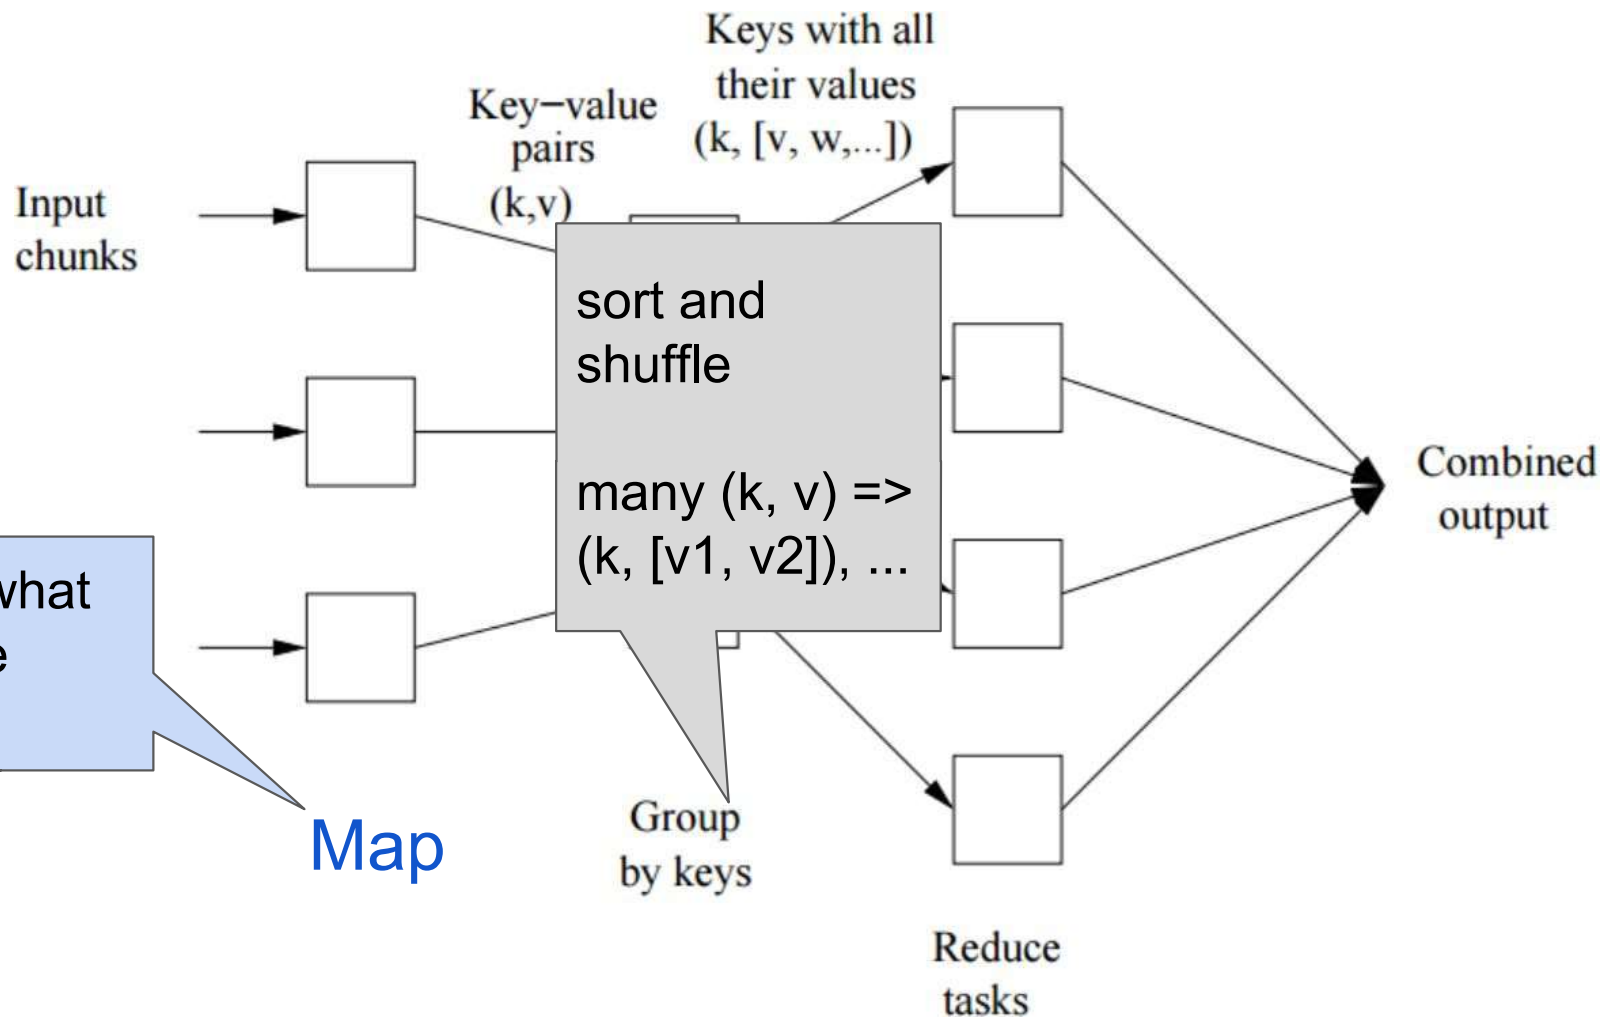 Keys with all
their values
(k, [v, w,...])
Key−value
pairs
(k,v)
Input
chunks
sort and
shuffle
many (k, v) =>
(k, [v1, v2]), ...
Combined
output
what
Map
Group
by keys
Reduce
tasks